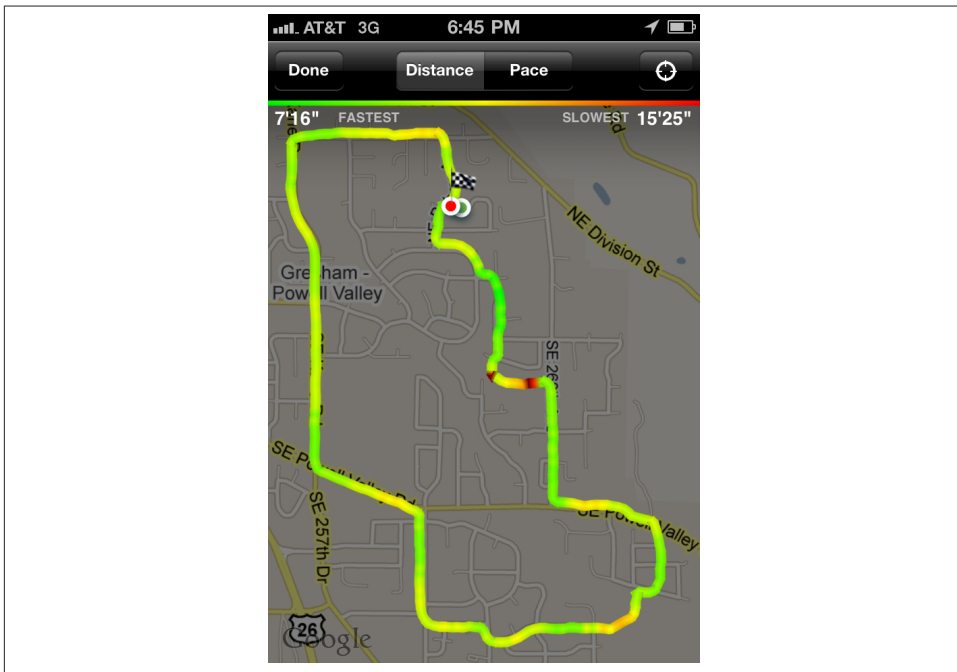 AT&T 3G 6:45 PM
Done Distance Pace
7'16" FASTEST SLOWEST 15'25"
NE Division St
Gresham -
Powell Valley
SE Powell Valley Rd
SE Powell Valley
SE 257th Dr
26
Google